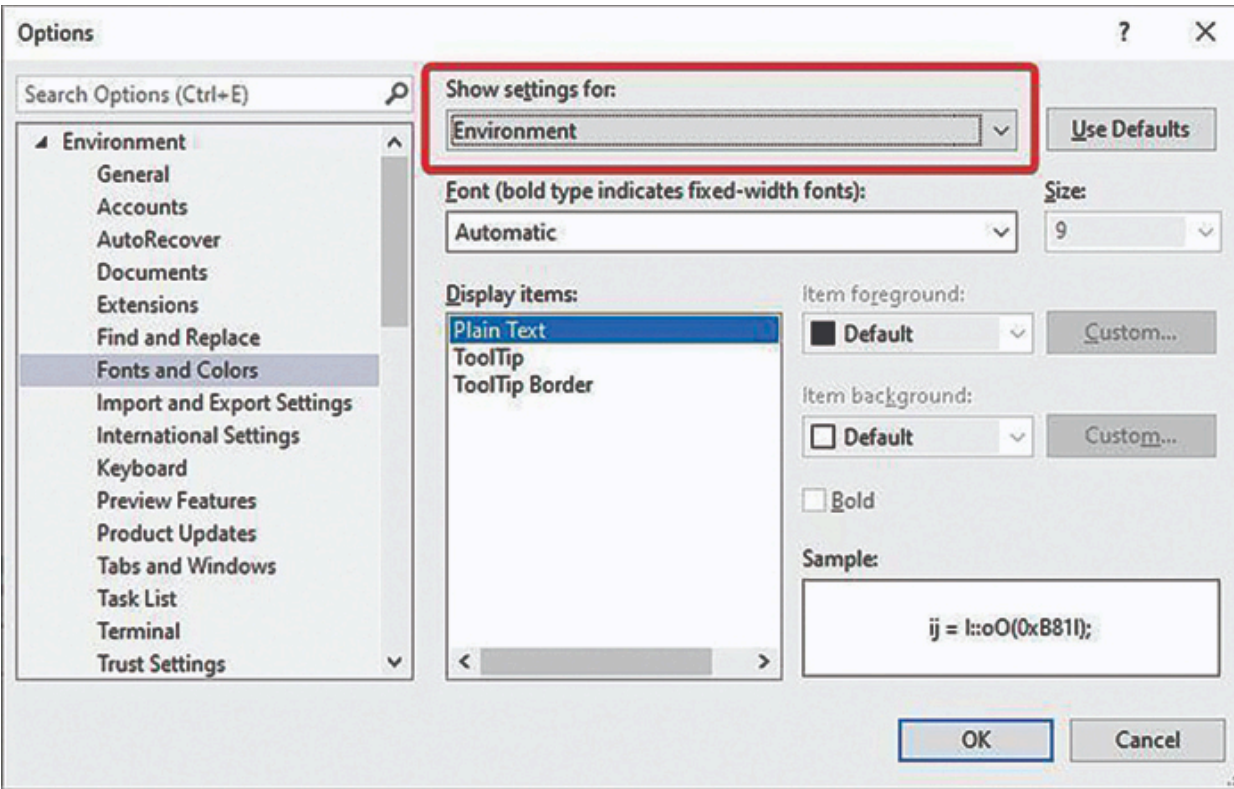 Options
?
Search Options (Ctrl+E)
Environment
General
Accounts
AutoRecover
Documents
Extensions
Find and Replace
Fonts and Colors
Import and Export Settings
International Settings
Keyboard
Preview Features
Product Updates
Tabs and Windows
Task List
Terminal
Trust Settings
Show settings for:
Environment
Use Defaults
Font (bold type indicates fixed-width fonts):
Size:
Automatic
9
Display items:
Plain Text
ToolTip
ToolTip Border
Item foreground:
Default
Custom...
Item background:
Default
Custom...
Bold
Sample:
ij = I::oO(0xB81l);
OK
Cancel